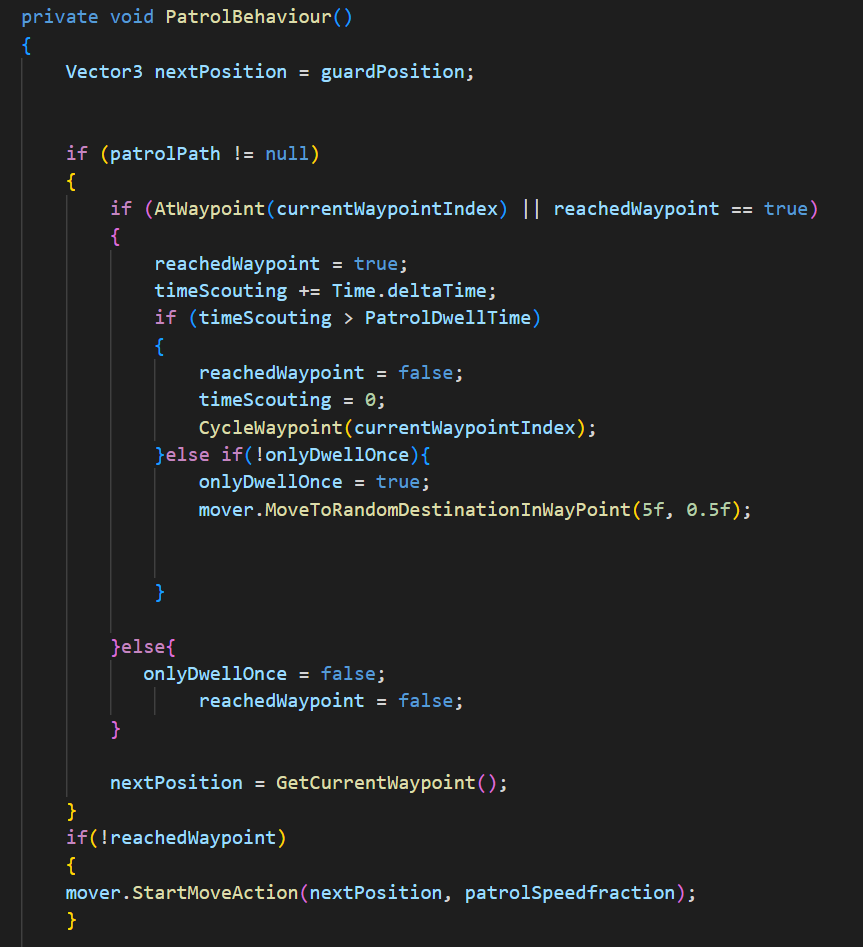 private void PatrolBehaviour()
{
    Vector3 nextPosition = guardPosition;
    if (patrolPath != null)
    {
        if (AtWaypoint(currentWaypointIndex) || reachedWaypoint == true)
        {
            reachedWaypoint = true;
            timeScouting += Time.deltaTime;
            if (timeScouting > PatrolDwellTime)
            {
                reachedWaypoint = false;
                timeScouting = 0;
                CycleWaypoint(currentWaypointIndex);
            }else if(!onlyDwellOnce){
                onlyDwellOnce = true;
                mover.MoveToRandomDestinationInWayPoint(5f, 0.5f);
            }
        }else{
           onlyDwellOnce = false;
                reachedWaypoint = false;
        }
        nextPosition = GetCurrentWaypoint();
    }
    if(!reachedWaypoint)
    {
    mover.StartMoveAction(nextPosition, patrolSpeedfraction);
    }